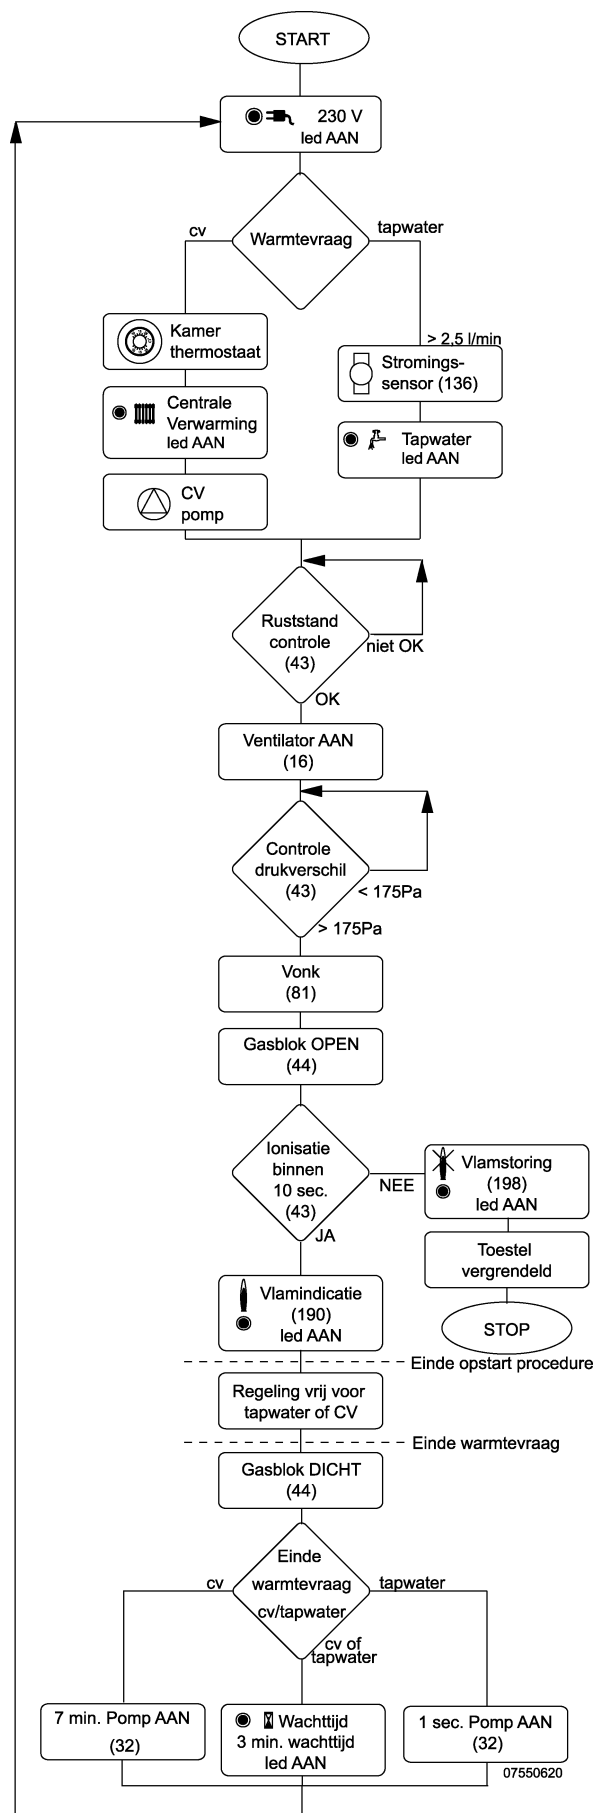 START
230 V
led AAN
Warmtevraag
cv
tapwater
Kamer
thermostaat
> 2,5 l/min
Stromings-
sensor (136)
Centrale
Verwarming
led AAN
Tapwater
led AAN
CV
pomp
Ruststand
controle
(43)
niet OK
OK
Ventilator AAN
(16)
Controle
drukverschil
(43)
< 175Pa
> 175Pa
Vonk
(81)
Gasblok OPEN
(44)
Ionisatie
binnen
10 sec.
(43)
NEE
JA
Vlamstoring
(198)
led AAN
Toestel
vergrendeld
STOP
Vlamindicatie
(190)
led AAN
Einde opstart procedure
Regeling vrij voor
tapwater of CV
Einde warmtevraag
Gasblok DICHT
(44)
Einde
warmtevraag
cv/tapwater
cv
tapwater
cv of
tapwater
7 min. Pomp AAN
(32)
Wachttijd
3 min. wachttijd
led AAN
1 sec. Pomp AAN
(32)
07550620